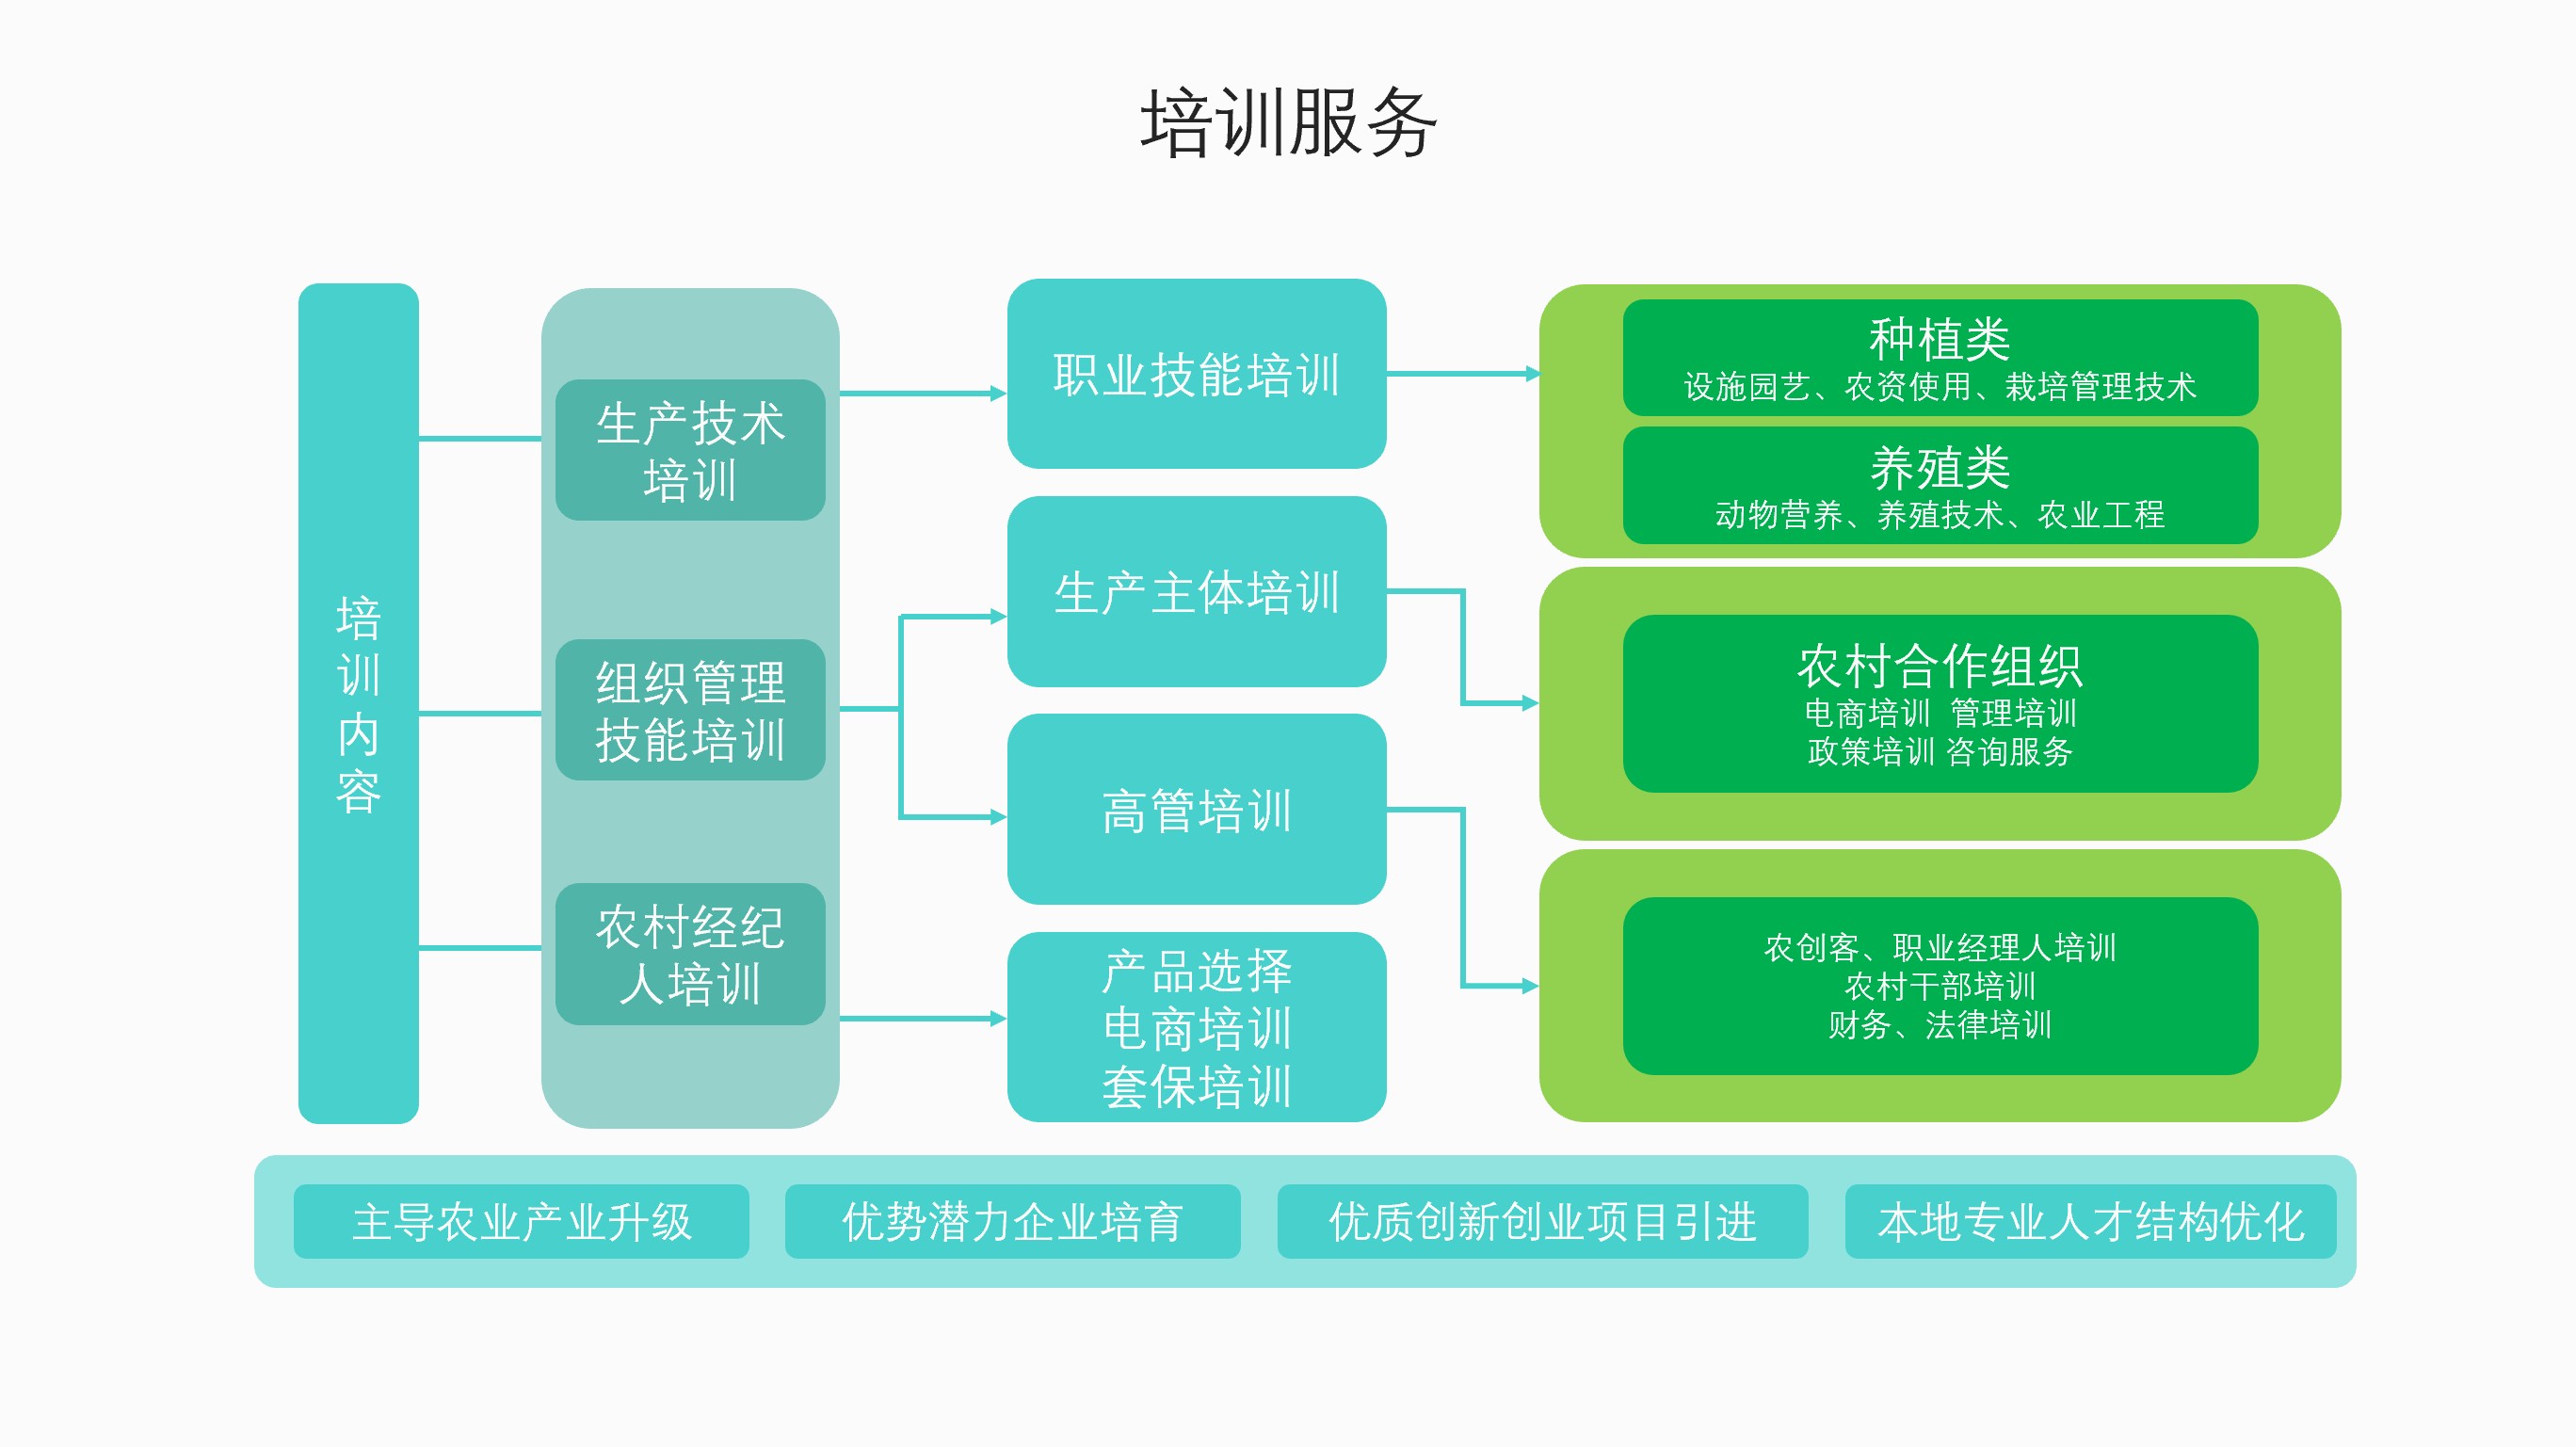 培训服务
培
训
内
容
生产技术
培训
组织管理
技能培训
农村经纪
人培训
职业技能培训
生产主体培训
高管培训
产品选择
电商培训
套保培训
种植类
设施园艺、农资使用、栽培管理技术
养殖类
动物营养、养殖技术、农业工程
农村合作组织
电商培训 管理培训
政策培训 咨询服务
农创客、职业经理人培训
农村干部培训
财务、法律培训
主导农业产业升级
优势潜力企业培育
优质创新创业项目引进
本地专业人才结构优化